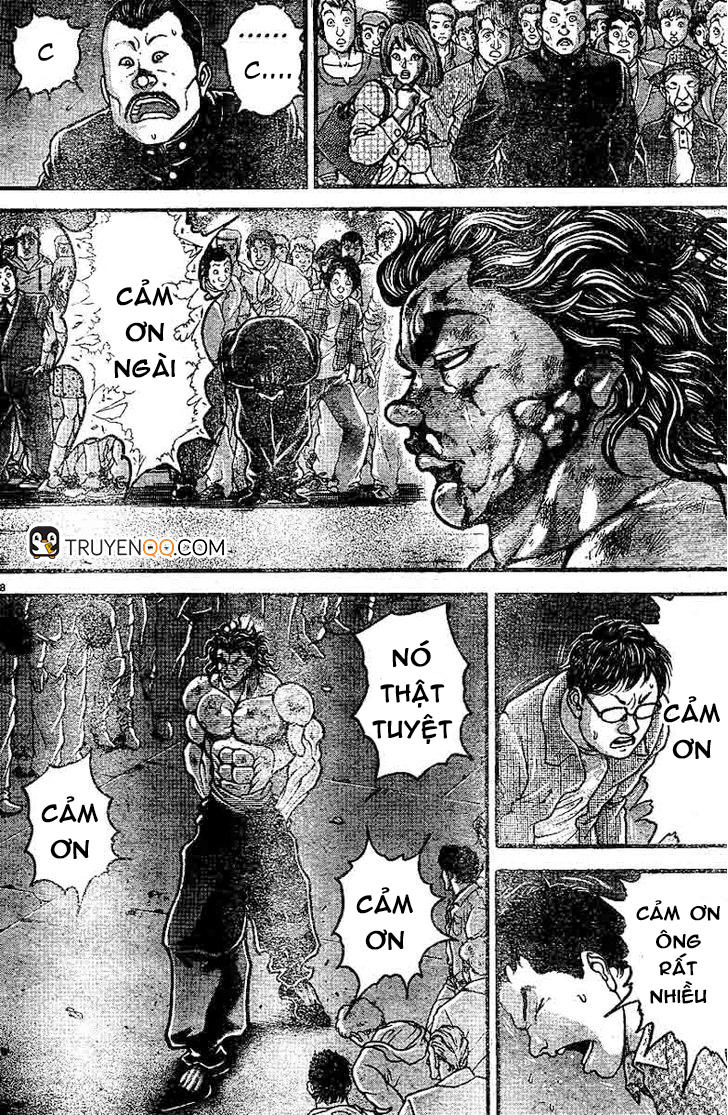 C
......
C....
CẢM
ƠN
NGÀI
TRUYENQQ.COM
8
NÓ
THẬT
TUYỆT
CẢM
ƠN
CẢM
ƠN
CẢM
ƠN
CẢM ƠN
ÔNG
RẤT
NHIỀU